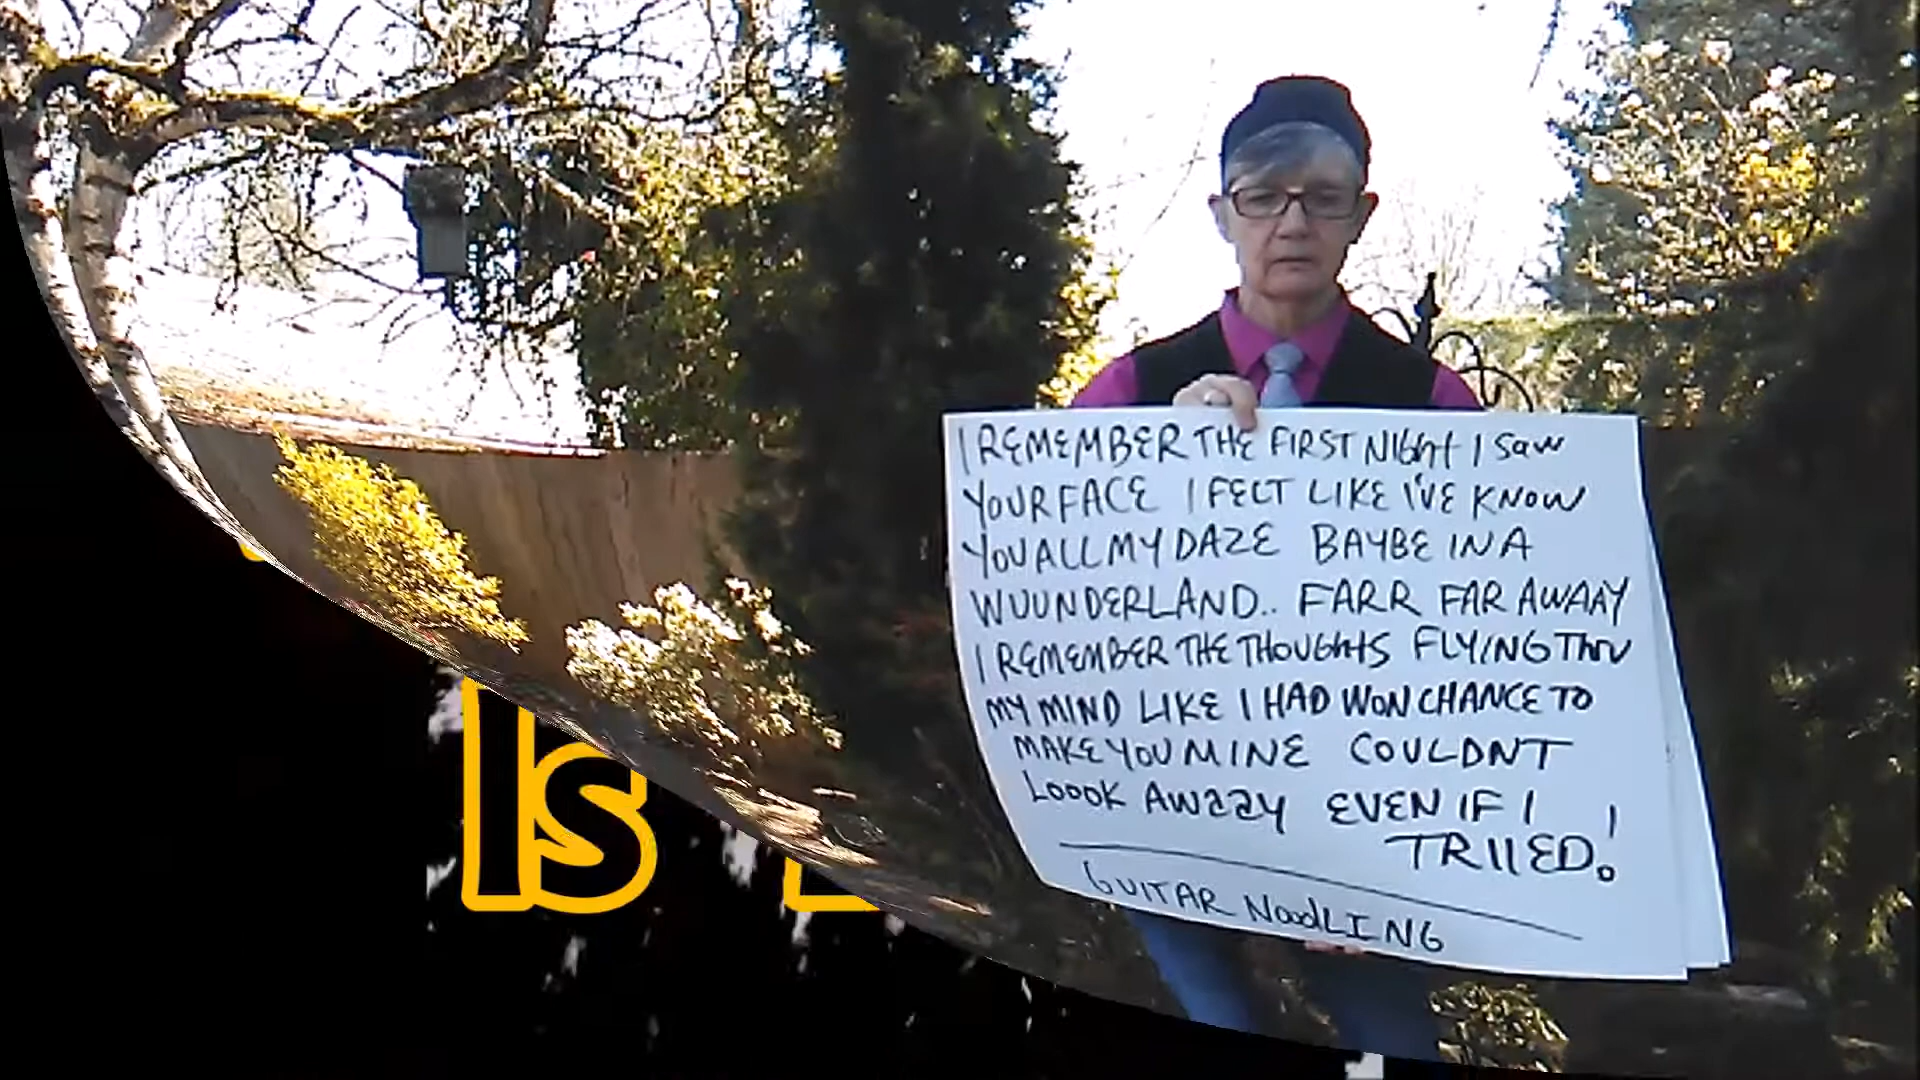 I REMEMBER THE FIRST NIGHT I SAW
YOUR FACE I FELT LIKE I'VE KNOW
YOU ALL MY DAZE BAYBE IN A
WUUNDERLAND.. FARR FAR AWAAY
I REMEMBER THE THOUGHTS FLYING THRU
MY MIND LIKE I HAD WON CHANCE TO
MAKE YOU MINE COULDNT
LOOOK AWaaY EVEN IF I
TRIIED!
GUITAR NOODLING
Is